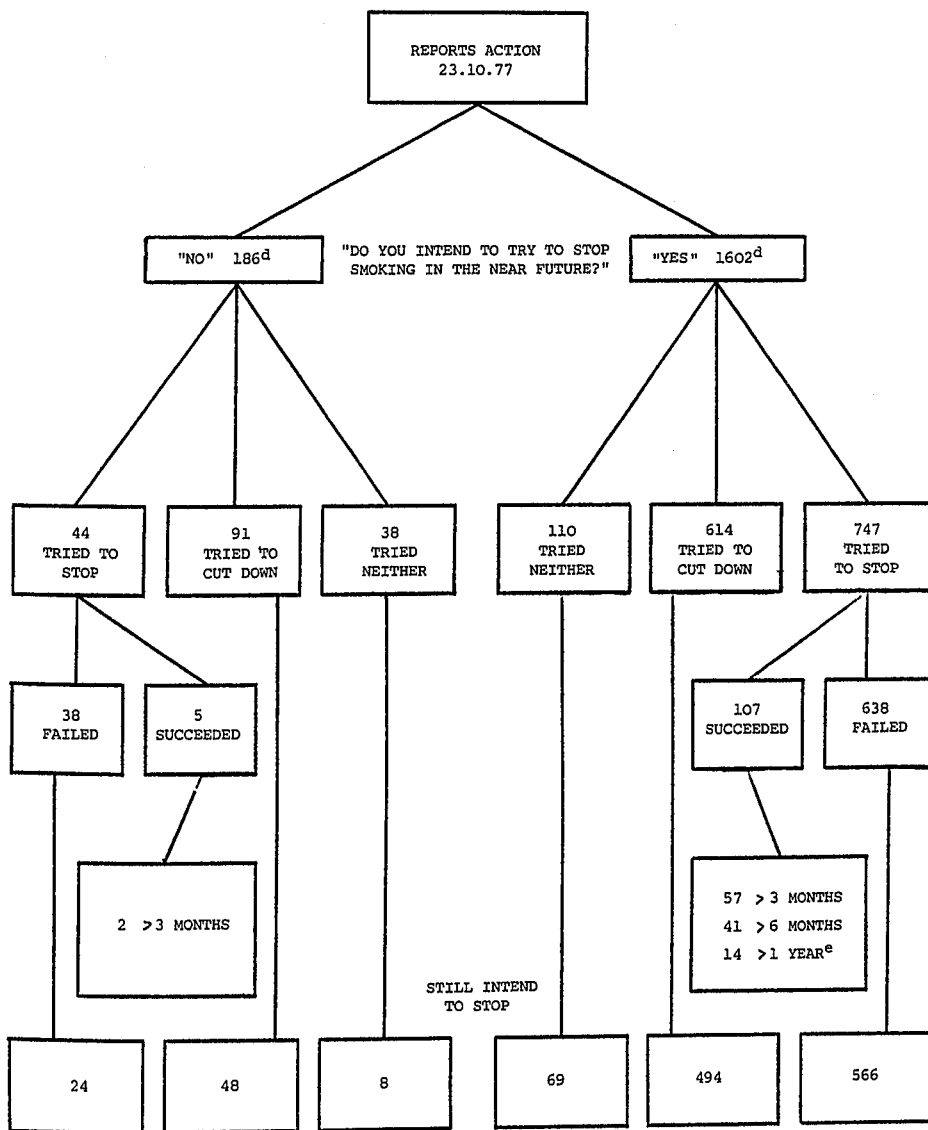 REPORTS ACTION
23.10.77
"NO" 186d
"DO YOU INTEND TO TRY TO STOP
SMOKING IN THE NEAR FUTURE?"
"YES" 1602d
44
TRIED TO
STOP
91
TRIED TO
CUT DOWN
38
TRIED
NEITHER
110
TRIED
NEITHER
614
TRIED TO
CUT DOWN
747
TRIED
TO STOP
38
FAILED
5
SUCCEEDED
107
SUCCEEDED
638
FAILED
2 >3 MONTHS
57 >3 MONTHS
41 >6 MONTHS
14 >1 YEARe
STILL INTEND
TO STOP
24
48
8
69
494
566